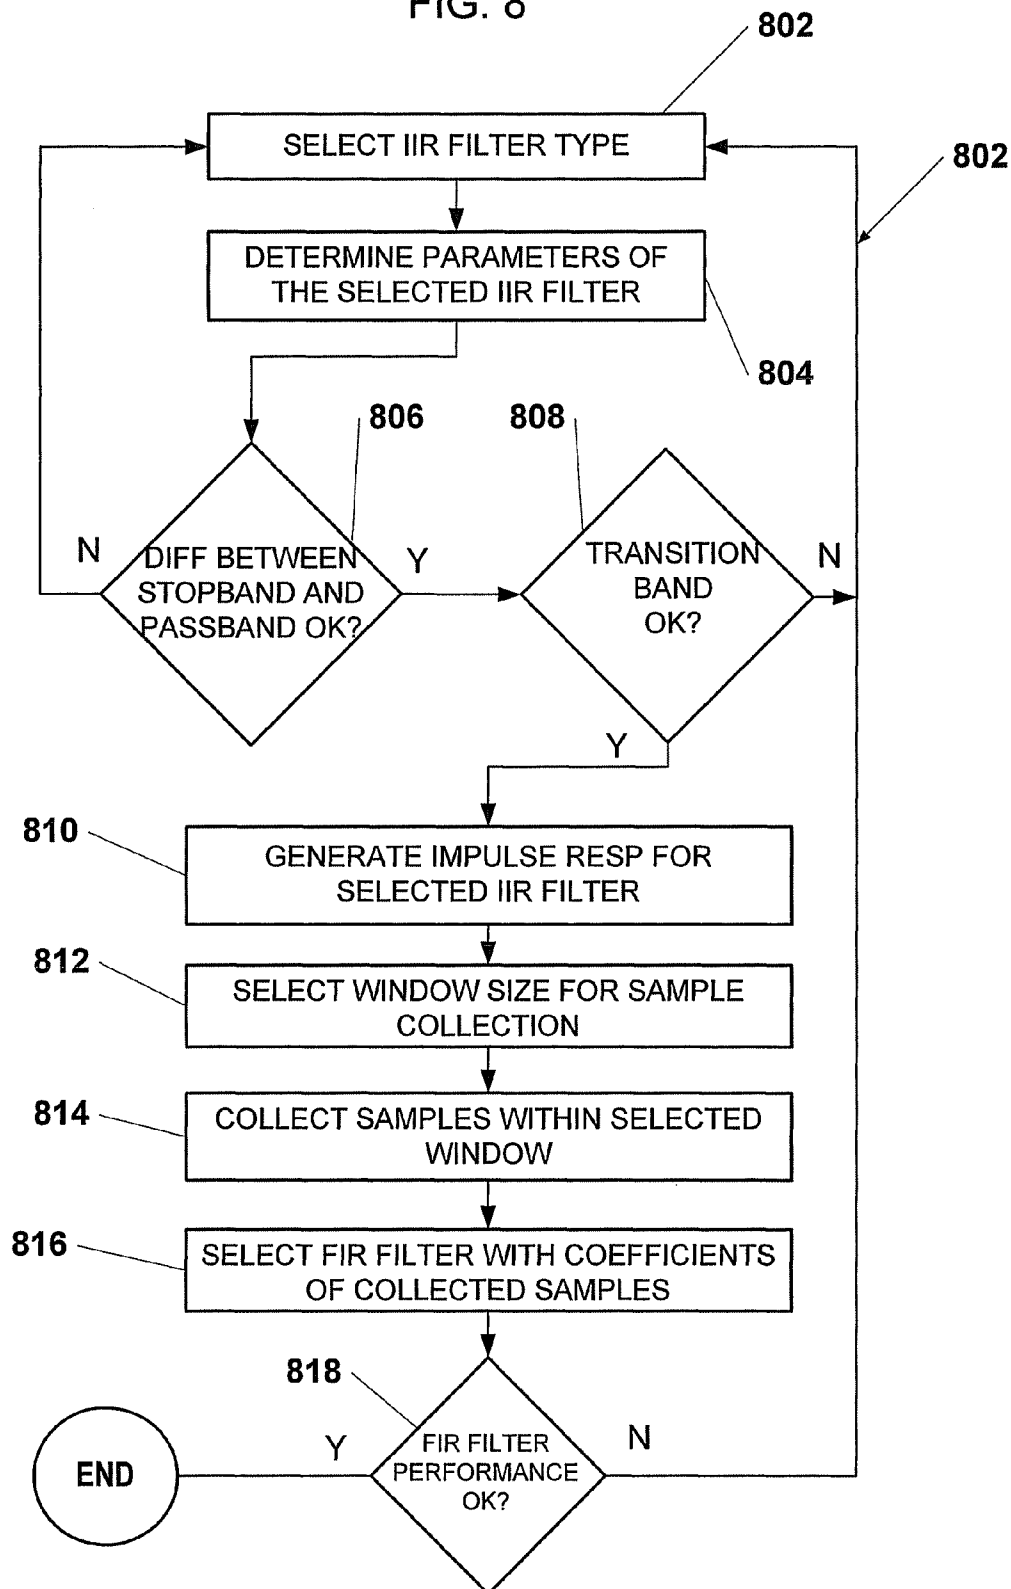 FIG. 8
802
SELECT IIR FILTER TYPE
802
DETERMINE PARAMETERS OF
THE SELECTED IIR FILTER
804
806
808
N
DIFF BETWEEN
STOPBAND AND
PASSBAND OK?
Y
TRANSITION
BAND
OK?
N
Y
810
GENERATE IMPULSE RESP FOR
SELECTED IIR FILTER
812
SELECT WINDOW SIZE FOR SAMPLE
COLLECTION
814
COLLECT SAMPLES WITHIN SELECTED
WINDOW
816
SELECT FIR FILTER WITH COEFFICIENTS
OF COLLECTED SAMPLES
818
END
Y
FIR FILTER
PERFORMANCE
OK?
N